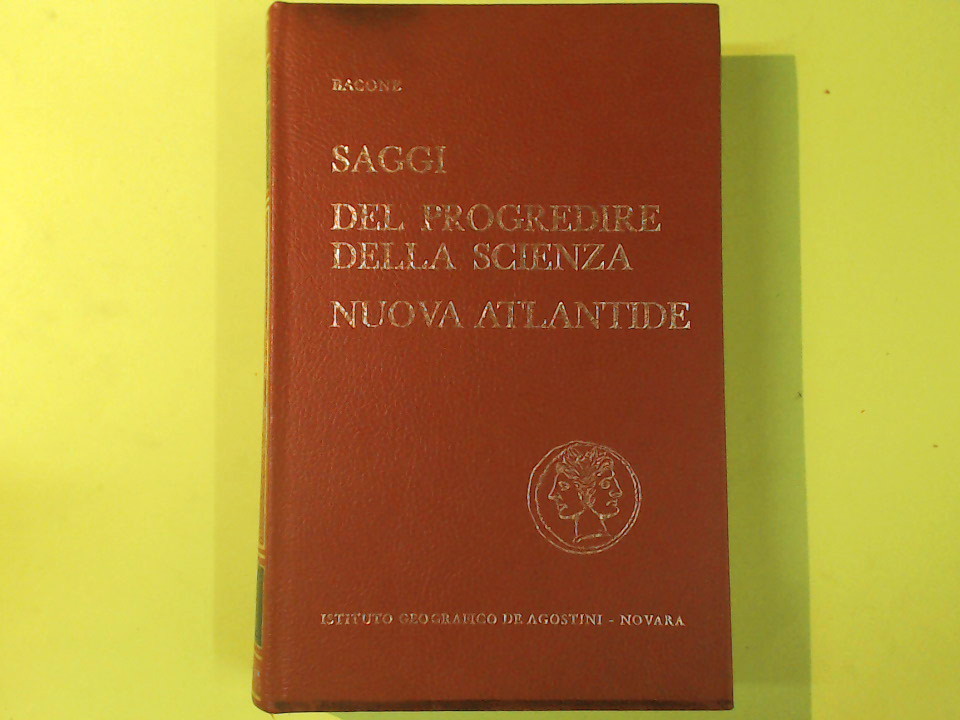 BACONE
SAGGI
DEL PROGREDIRE
DELLA SCIENZA
NUOVA ATLANTIDE
ISTITUTO GEOGRAFICO DE AGOSTINI - NOVARA